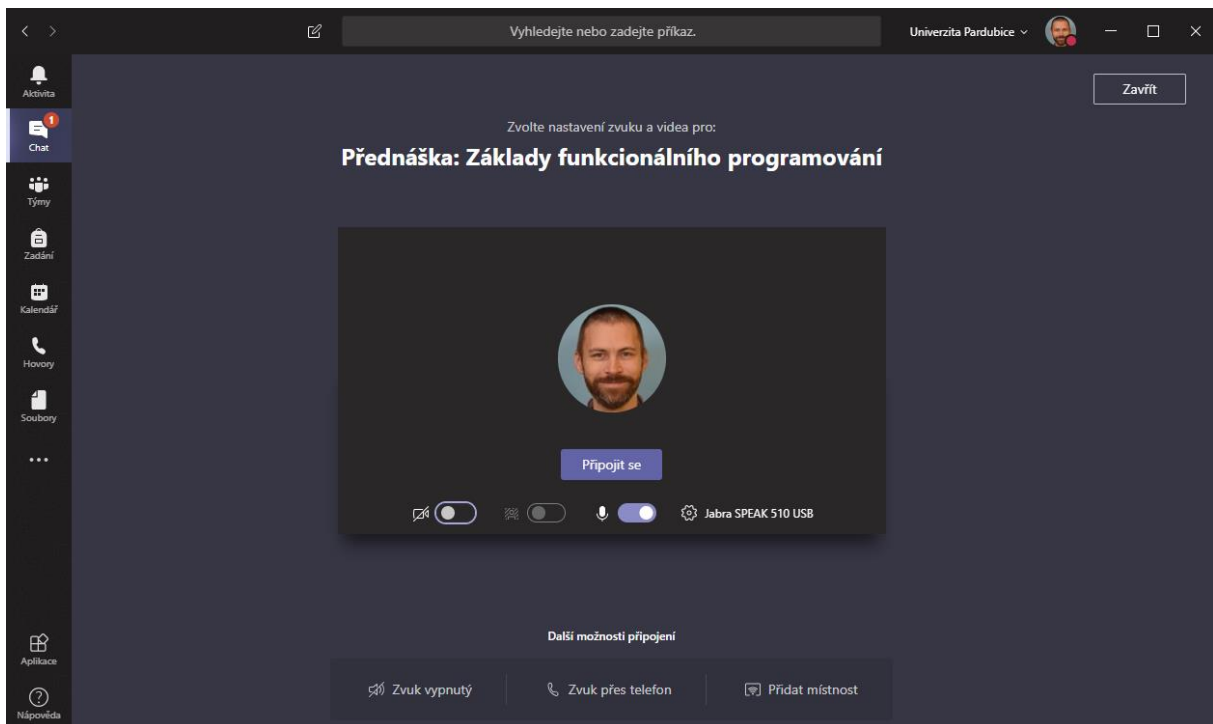 Vyhledejte nebo zadejte příkaz.
Univerzita Pardubice
Aktivita
1
Chat
Týmy
Zadání
Kalendář
Hovory
Soubory
Aplikace
Nápověda
Zavřít
Zvolte nastavení zvuku a videa pro:
Přednáška: Základy funkcionálního programování
Připojit se
Jabra SPEAK 510 USB
Další možnosti připojení
Zvuk vypnutý
Zvuk přes telefon
Přidat místnost